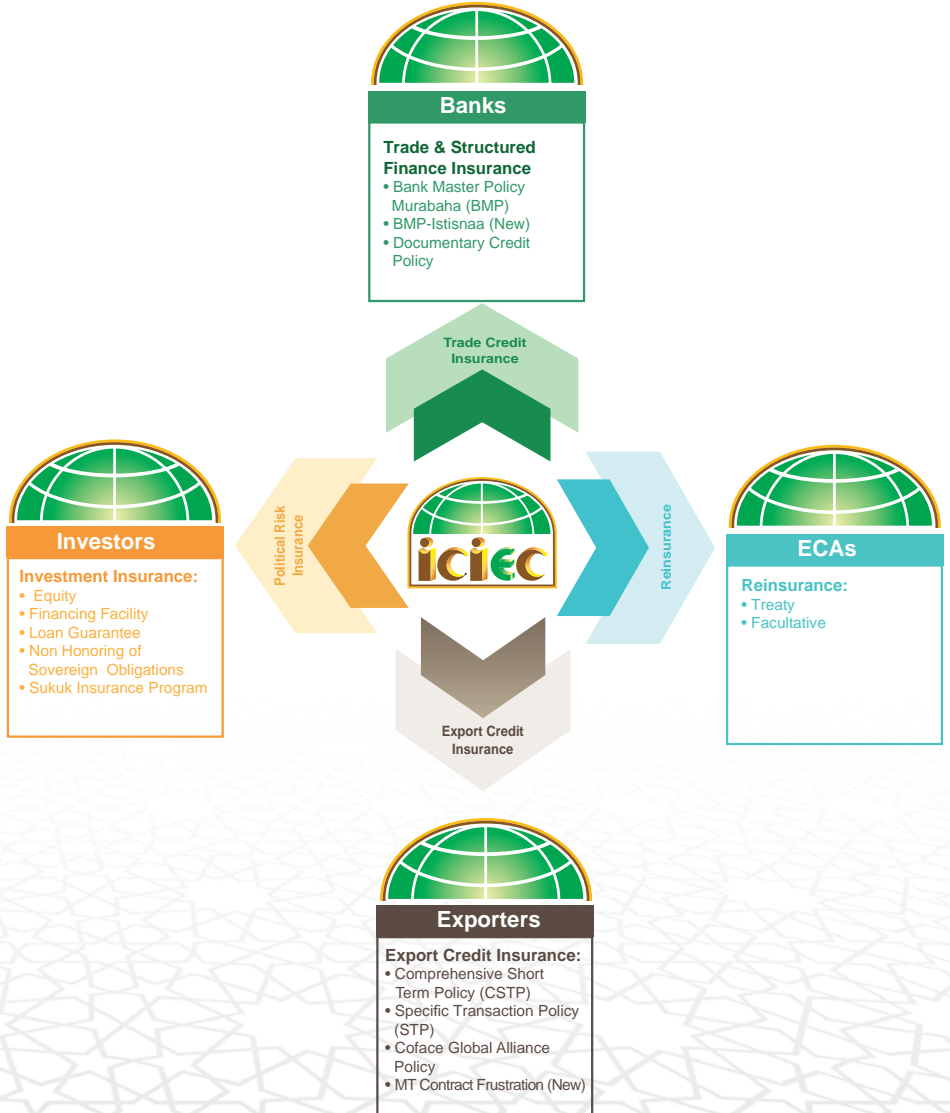 Banks
Trade & Structured
Finance Insurance
• Bank Master Policy
Murabaha (BMP)
• BMP-Istisnaa (New)
• Documentary Credit
Policy
Trade Credit
Insurance
Investors
Investment Insurance:
• Equity
• Financing Facility
• Loan Guarantee
• Non Honoring of
Sovereign Obligations
• Sukuk Insurance Program
Political Risk
Insurance
iciec
Reinsurance
ECAs
Reinsurance:
• Treaty
• Facultative
Export Credit
Insurance
Exporters
Export Credit Insurance:
• Comprehensive Short
Term Policy (CSTP)
• Specific Transaction Policy
(STP)
• Coface Global Alliance
Policy
• MT Contract Frustration (New)